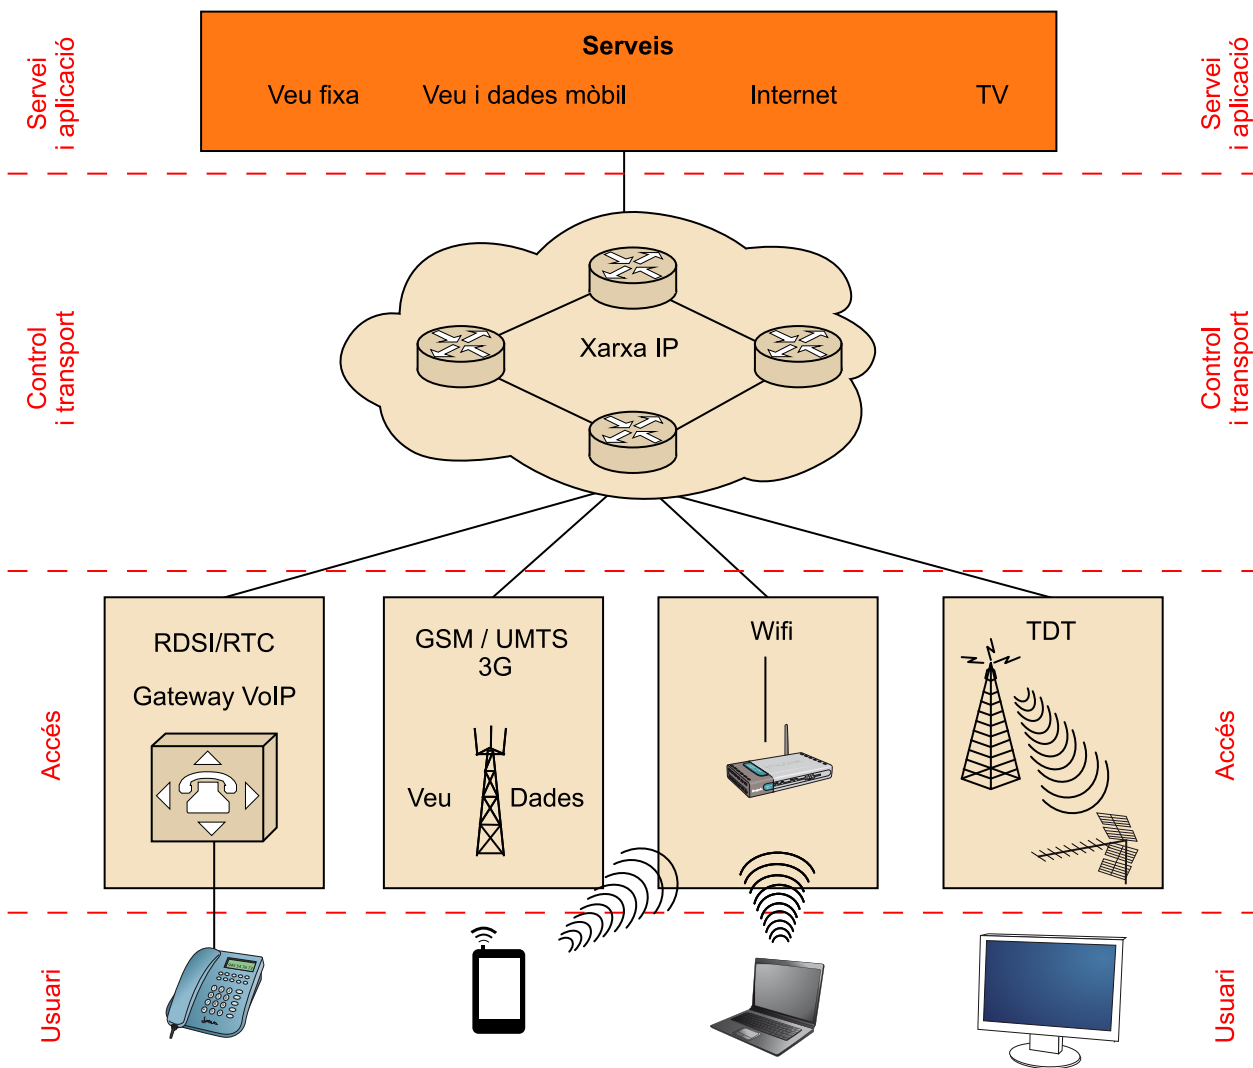 Serveis
Veu fixa
Veu i dades mòbil
Internet
TV
Servei
i aplicació
Servei
i aplicació
Xarxa IP
Control
i transport
Control
i transport
RDSI/RTC
Gateway VoIP
GSM / UMTS
3G
Veu
Dades
Wifi
TDT
Accés
Accés
Usuari
Usuari